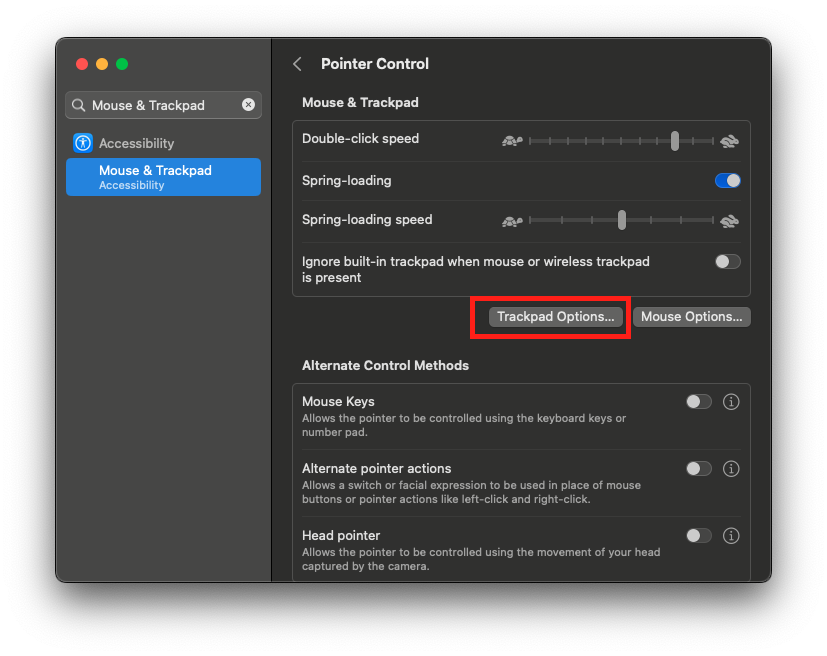 Pointer Control
Mouse & Trackpad
Accessibility
Mouse & Trackpad
Accessibility
Mouse & Trackpad
Double-click speed
Spring-loading
Spring-loading speed
Ignore built-in trackpad when mouse or wireless trackpad
is present
Trackpad Options...
Mouse Options...
Alternate Control Methods
Mouse Keys
Allows the pointer to be controlled using the keyboard keys or
number pad.
Alternate pointer actions
Allows a switch or facial expression to be used in place of mouse
buttons or pointer actions like left-click and right-click.
Head pointer
Allows the pointer to be controlled using the movement of your head
captured by the camera.